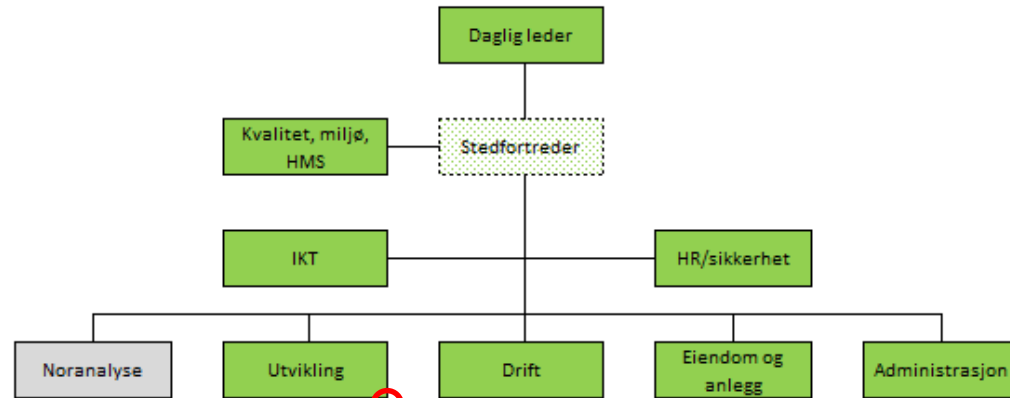 Daglig leder
Kvalitet, miljø,
HMS
Stedfortreder
IKT
HR/sikkerhet
Noranalyse
Utvikling
Drift
Eiendom og
anlegg
Administrasjon